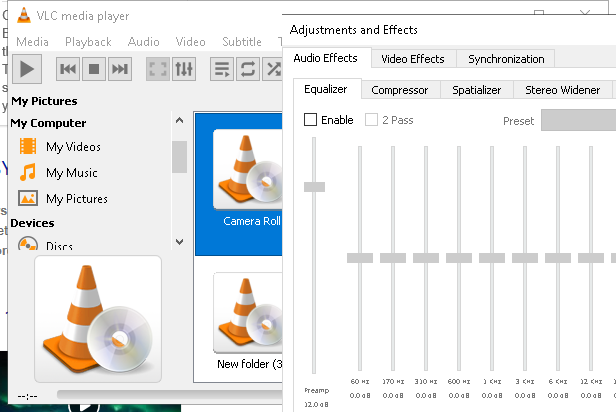 VLC media player
Media Playback Audio Video Subtitle
My Pictures
My Computer
My Videos
My Music
My Pictures
Devices
Discs
Camera Roll
New folder (3
--:--
Adjustments and Effects
Audio Effects Video Effects Synchronization
Equalizer Compressor Spatializer Stereo Widener
Enable 2 Pass Preset
60 Hz 170 Hz 310 Hz 600 Hz 1 KHz 3 KHz 6 KHz 12 KHz
Preamp 0.0 dB 0.0 dB 0.0 dB 0.0 dB 0.0 dB 0.0 dB 0.0 dB 0.0 dB
12.0 dB